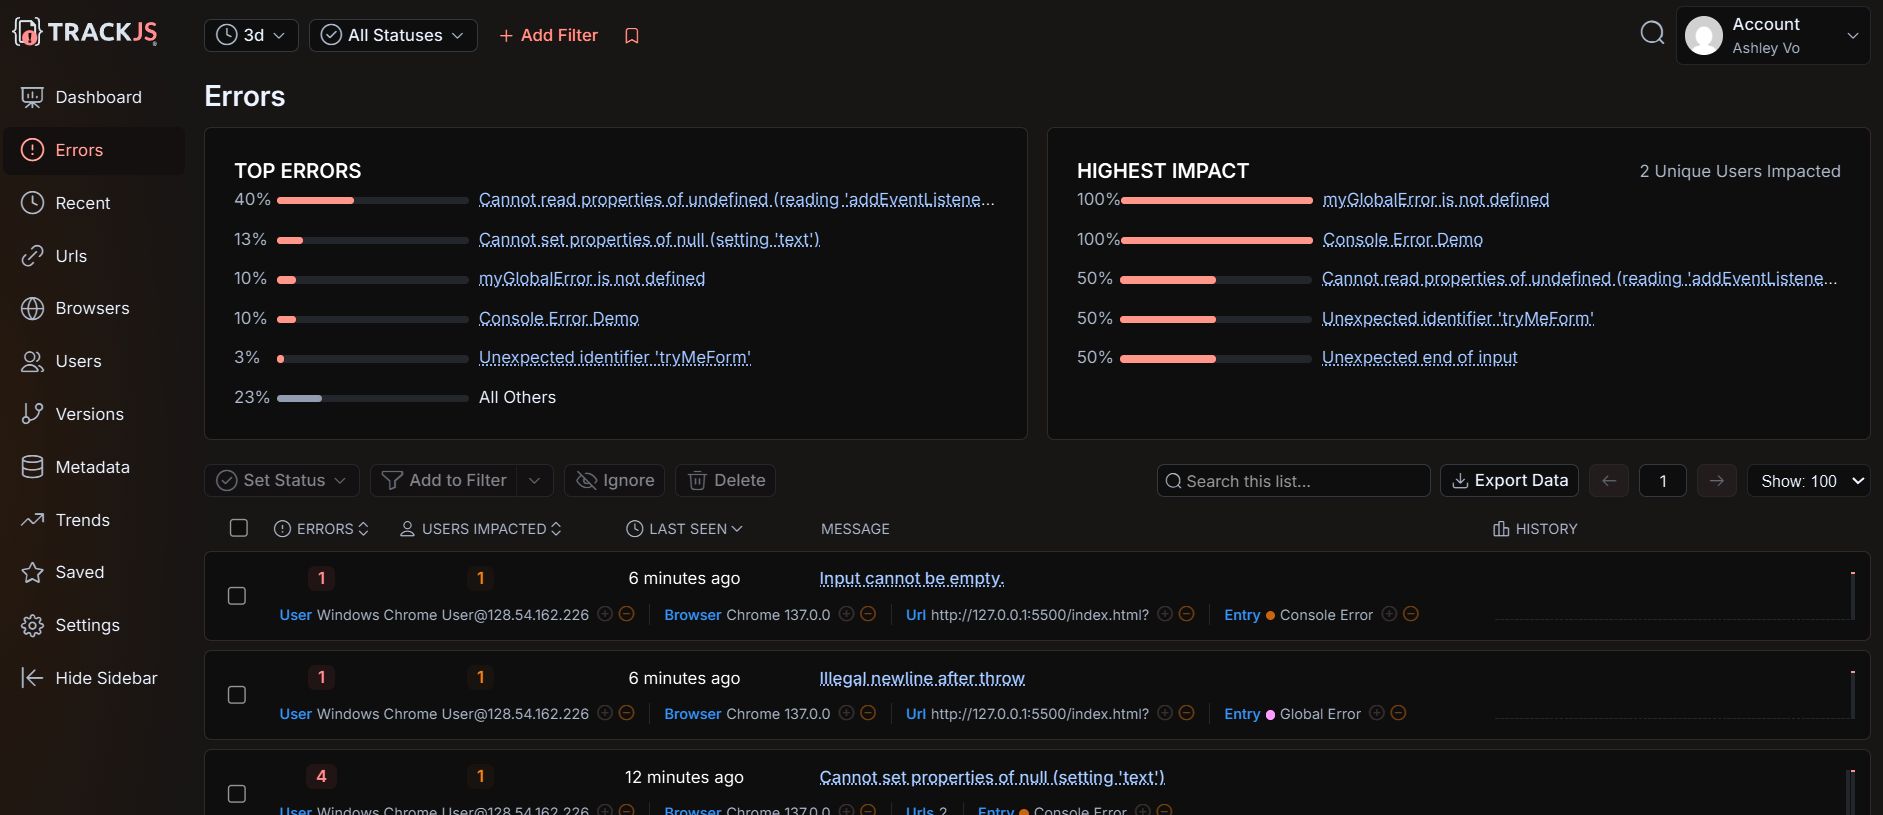 TRACKJS
3d
All Statuses
+ Add Filter
Account
Ashley Vo
Dashboard
Errors
Recent
Urls
Browsers
Users
Versions
Metadata
Trends
Saved
Settings
Hide Sidebar
Errors
TOP ERRORS
40% Cannot read properties of undefined (reading 'addEventListene...
13% Cannot set properties of null (setting 'text')
10% myGlobalError is not defined
10% Console Error Demo
3% Unexpected identifier 'tryMeForm'
23% All Others
HIGHEST IMPACT 2 Unique Users Impacted
100% myGlobalError is not defined
100% Console Error Demo
50% Cannot read properties of undefined (reading 'addEventListene...
50% Unexpected identifier 'tryMeForm'
50% Unexpected end of input
Set Status Add to Filter Ignore Delete Search this list... Export Data 1 Show: 100
ERRORS USERS IMPACTED LAST SEEN MESSAGE HISTORY
1 1 6 minutes ago Input cannot be empty.
User Windows Chrome User@128.54.162.226 Browser Chrome 137.0.0 Url http://127.0.0.1:5500/index.html? Entry Console Error
1 1 6 minutes ago Illegal newline after throw
User Windows Chrome User@128.54.162.226 Browser Chrome 137.0.0 Url http://127.0.0.1:5500/index.html? Entry Global Error
4 1 12 minutes ago Cannot set properties of null (setting 'text')
User Windows Chrome User@128.54.162.226 Browser Chrome 137.0.0 Urls 2 Entry Console Error